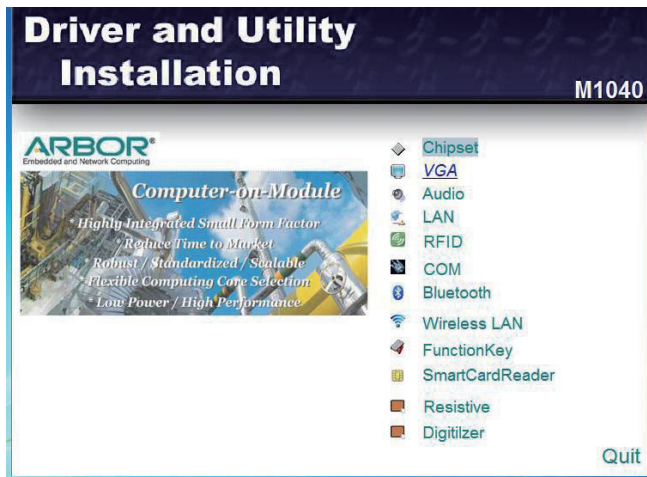 Driver and Utility
Installation
M1040
ARBOR®
Embedded and Network Computing
Computer-on-Module
* Highly Integrated Small Form Factor
* Reduce Time to Market
* Robust / Standardized / Scalable
* Flexible Computing Core Selection
* Low Power / High Performance
Chipset
VGA
Audio
LAN
RFID
COM
Bluetooth
Wireless LAN
FunctionKey
SmartCardReader
Resistive
Digitilzer
Quit